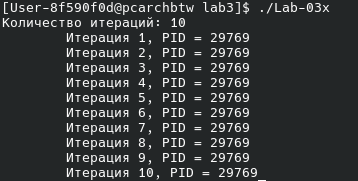 [User-8f590f0d@pcarchbtw lab3]$ ./Lab-03x
Количество итераций: 10
Итерация 1, PID = 29769
Итерация 2, PID = 29769
Итерация 3, PID = 29769
Итерация 4, PID = 29769
Итерация 5, PID = 29769
Итерация 6, PID = 29769
Итерация 7, PID = 29769
Итерация 8, PID = 29769
Итерация 9, PID = 29769
Итерация 10, PID = 29769